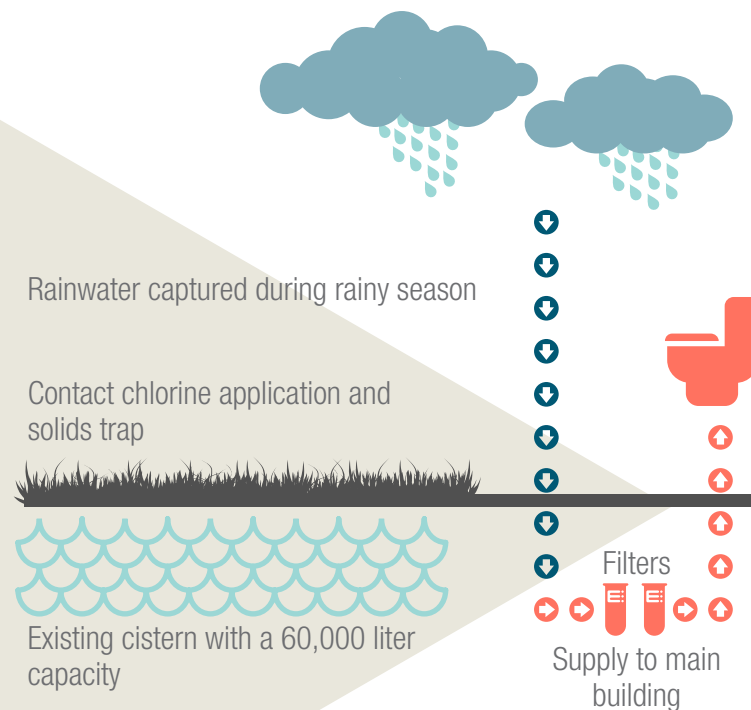 Rainwater captured during rainy season
Contact chlorine application and
solids trap
Existing cistern with a 60,000 liter
capacity
Filters
Supply to main
building